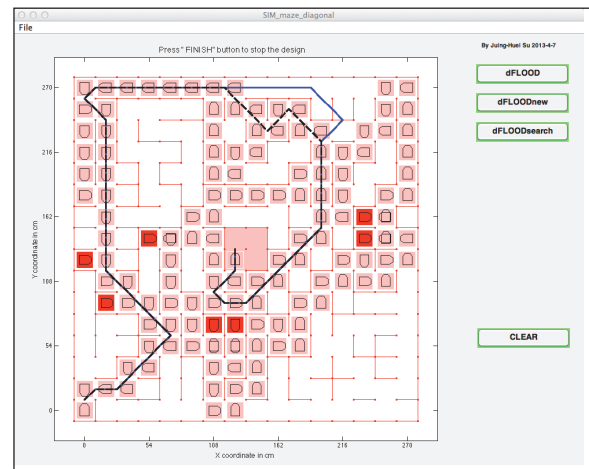 SIM_maze_diagonal
File
Press" FINISH" button to stop the design
By Juing-Huei Su 2013-4-7
dFLOOD
dFLOODnew
dFLOODsearch
CLEAR
Y coordinate in cm
270
216
162
108
54
0
0 54 108 162 216 270
X coordinate in cm